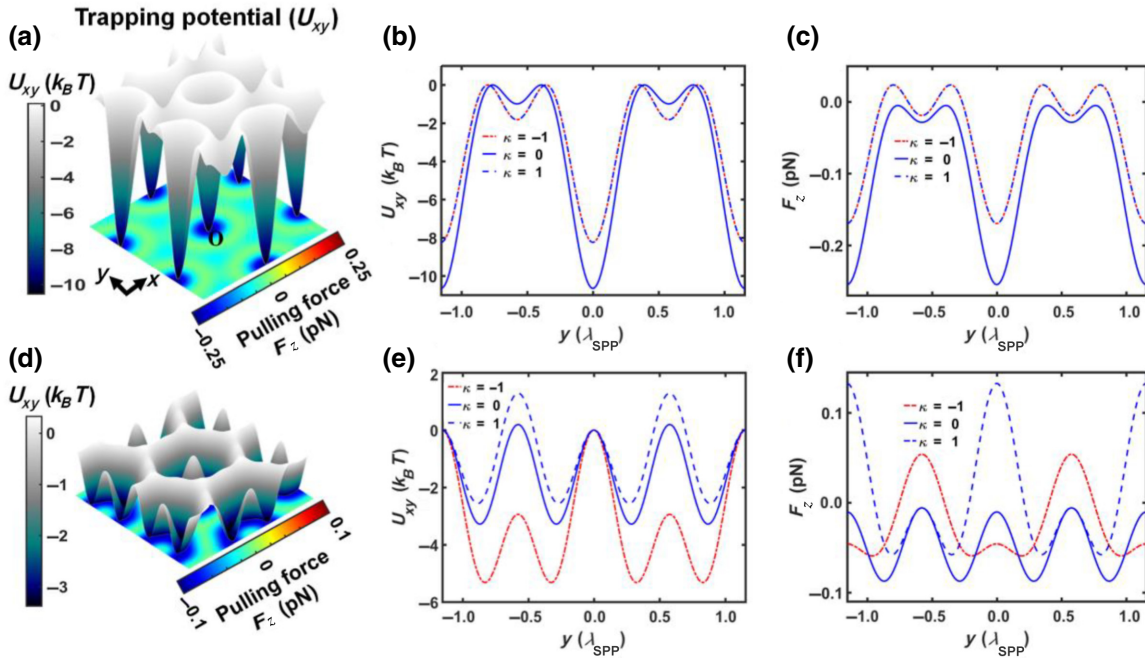 Trapping potential (Uxy)
(a)
Uxy (kBT)
0
−2
−4
−6
−8
−10
O
y
x
−0.25
0
0.25
Pulling force
Fz (pN)
(b)
Uxy (kBT)
0
−2
−4
−6
−8
−10
κ = −1
κ = 0
κ = 1
−1.0
−0.5
0.0
0.5
1.0
y (λSPP)
(c)
Fz (pN)
0.0
−0.1
−0.2
κ = −1
κ = 0
κ = 1
−1.0
−0.5
0.0
0.5
1.0
y (λSPP)
(d)
Uxy (kBT)
0
−1
−2
−3
−0.1
0
0.1
Pulling force
Fz (pN)
(e)
Uxy (kBT)
2
0
−2
−4
−6
κ = −1
κ = 0
κ = 1
−1.0
−0.5
0.0
0.5
1.0
y (λSPP)
(f)
Fz (pN)
0.1
0.0
−0.1
κ = −1
κ = 0
κ = 1
−1.0
−0.5
0.0
0.5
1.0
y (λSPP)